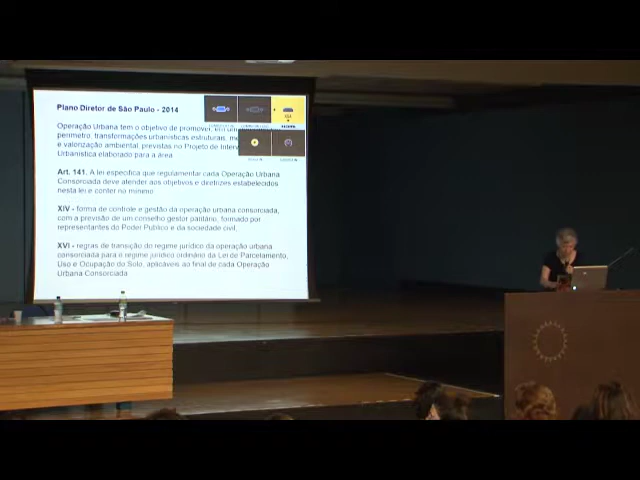 Plano Diretor de São Paulo - 2014
Operação Urbana tem o objetivo de promover, em um
perímetro, transformações urbanísticas estruturais,
e valorização ambiental, previstas no Projeto de
Urbanística elaborado para a área
Art. 141. A lei específica que regulamentar cada Operação Urbana
Consorciada deve atender aos objetivos e diretrizes estabelecidos
nesta lei e conter no mínimo
XIV - forma de controle e gestão da operação urbana consorciada,
com a previsão de um conselho gestor paritário, formado por
representantes do Poder Público e da sociedade civil,
XVI - regras de transição do regime jurídico da operação urbana
consorciada para o regime jurídico ordinário da Lei de Parcelamento,
Uso e Ocupação do Solo, aplicáveis ao final de cada Operação
Urbana Consorciada